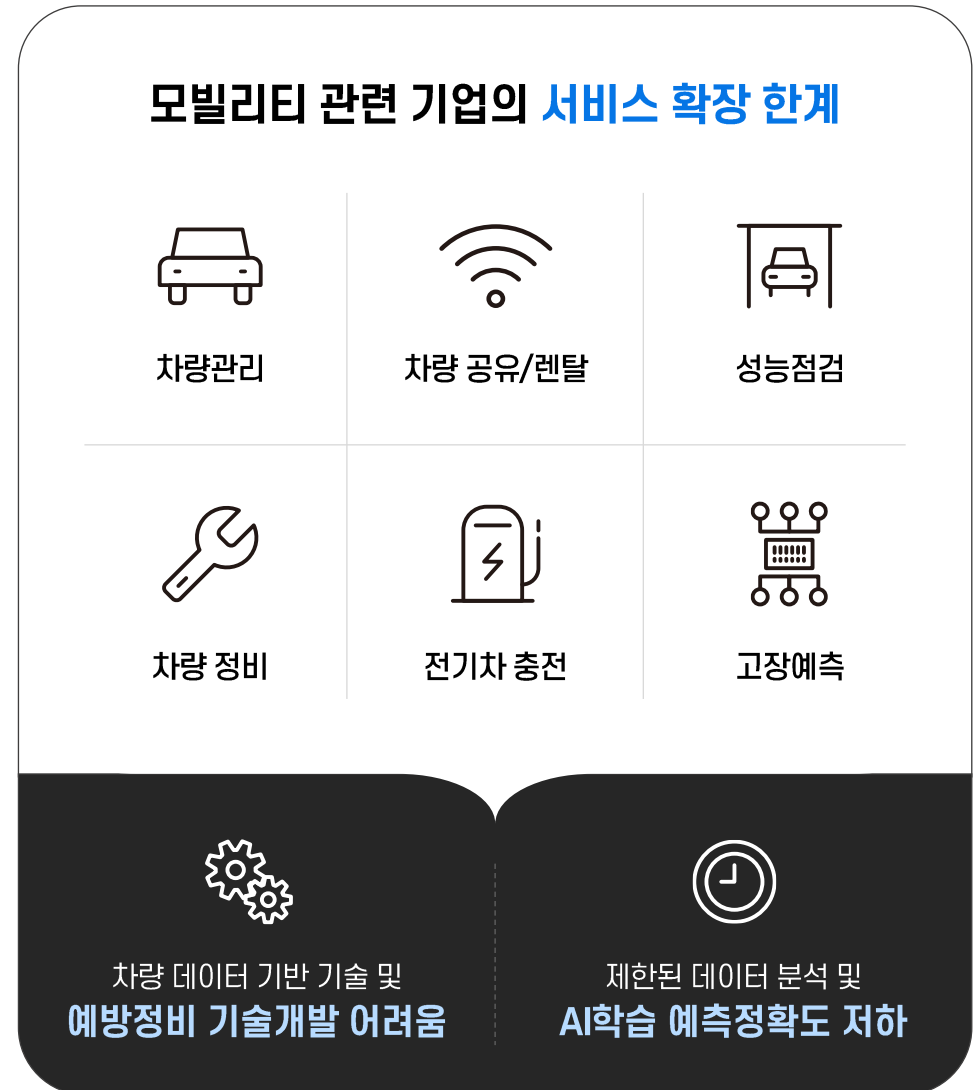 모빌리티 관련 기업의 서비스 확장 한계
차량관리
차량 공유/렌탈
성능점검
차량 정비
전기차 충전
고장예측
차량 데이터 기반 기술 및
예방정비 기술개발 어려움
제한된 데이터 분석 및
AI학습 예측정확도 저하